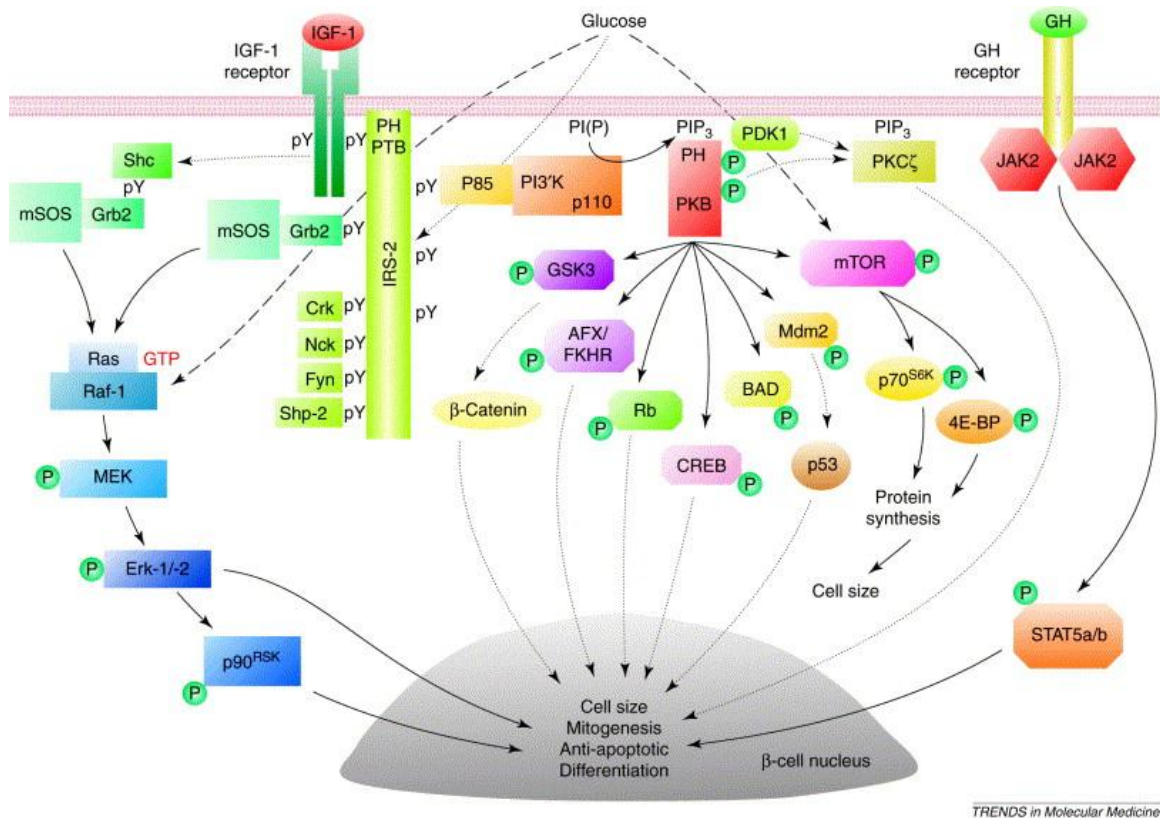 Glucose
IGF-1
IGF-1
receptor
GH
GH
receptor
pY
pY
PH
PTB
PI(P)
PIP3
PDK1
PIP3
Shc
pY
mSOS
Grb2
mSOS
Grb2
pY
pY
P85
PI3′K
p110
PH
PKB
P
P
PKCζ
JAK2
JAK2
IRS-2
pY
pY
GSK3
P
mTOR
P
Crk
pY
Nck
pY
Fyn
pY
Shp-2
pY
AFX/
FKHR
P
Mdm2
P
Ras
GTP
Raf-1
β-Catenin
Rb
P
BAD
P
p70S6K
P
4E-BP
P
MEK
P
CREB
P
p53
Protein
synthesis
Erk-1/-2
P
Cell size
P
STAT5a/b
p90RSK
P
Cell size
Mitogenesis
Anti-apoptotic
Differentiation
β-cell nucleus
TRENDS in Molecular Medicine